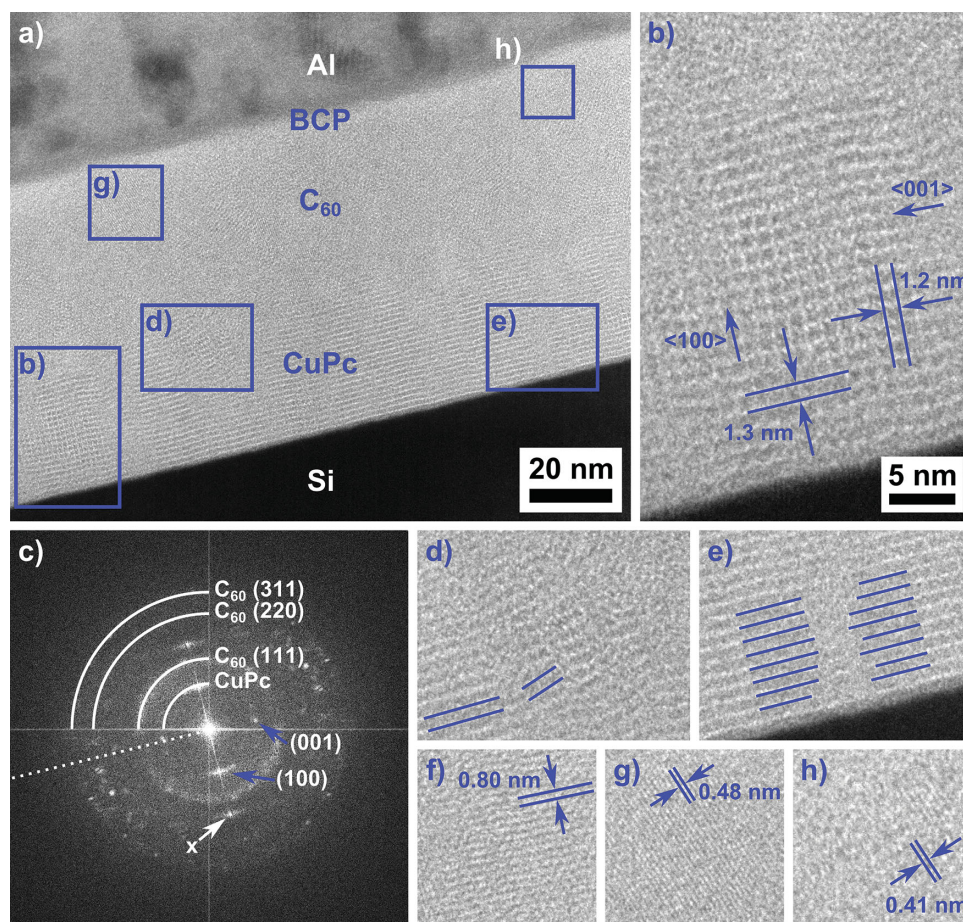 a)
Al
h)
BCP
g)
C₆₀
d)
e)
CuPc
b)
Si
20 nm
b)
<001>
1.2 nm
<100>
1.3 nm
5 nm
c)
C₆₀ (311)
C₆₀ (220)
C₆₀ (111)
CuPc
(001)
(100)
x
d)
e)
f)
0.80 nm
g)
0.48 nm
h)
0.41 nm